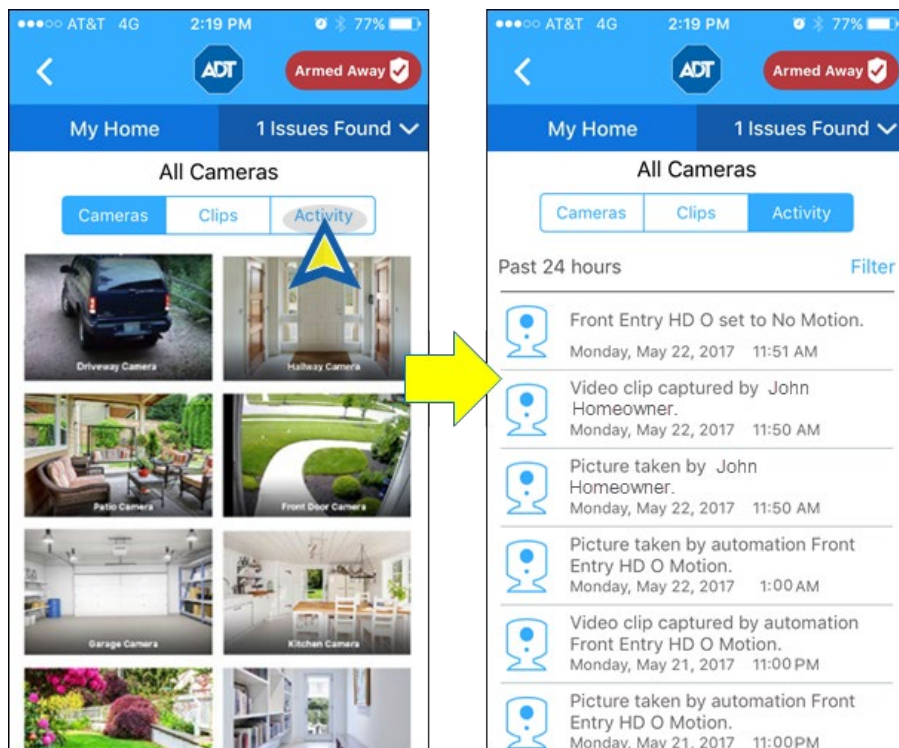 AT&T 4G 2:19 PM 77%
ADT
Armed Away
My Home 1 Issues Found
All Cameras
Cameras Clips Activity
Driveway Camera Hallway Camera
Patio Camera Front Door Camera
Garage Camera Kitchen Camera
AT&T 4G 2:19 PM 77%
ADT
Armed Away
My Home 1 Issues Found
All Cameras
Cameras Clips Activity
Past 24 hours Filter
Front Entry HD O set to No Motion.
Monday, May 22, 2017 11:51 AM
Video clip captured by John
Homeowner.
Monday, May 22, 2017 11:50 AM
Picture taken by John
Homeowner.
Monday, May 22, 2017 11:50 AM
Picture taken by automation Front
Entry HD O Motion.
Monday, May 22, 2017 1:00 AM
Video clip captured by automation
Front Entry HD O Motion.
Monday, May 21, 2017 11:00 PM
Picture taken by automation Front
Entry HD O Motion.
Monday, May 21, 2017 11:00PM